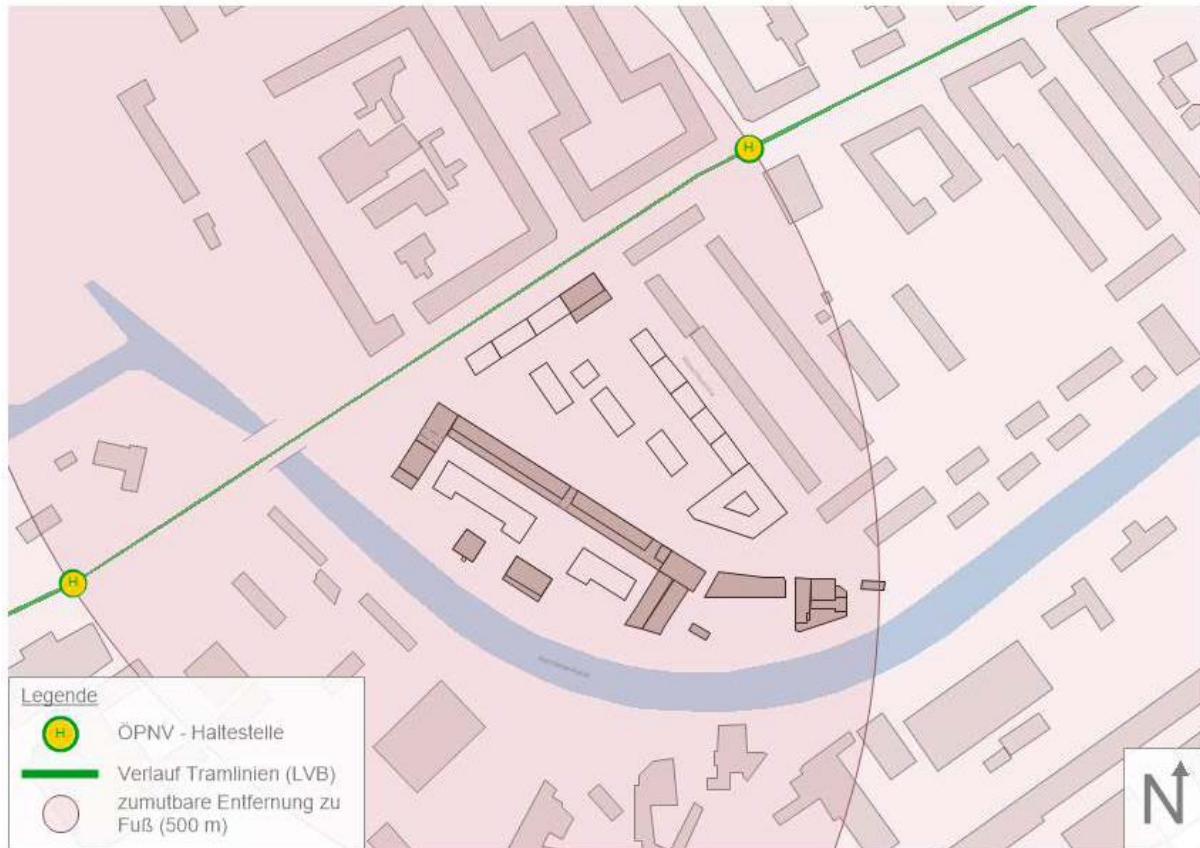 H
H
Legende
H
ÖPNV - Haltestelle
Verlauf Tramlinien (LVB)
zumutbare Entfernung zu
Fuß (500 m)
N